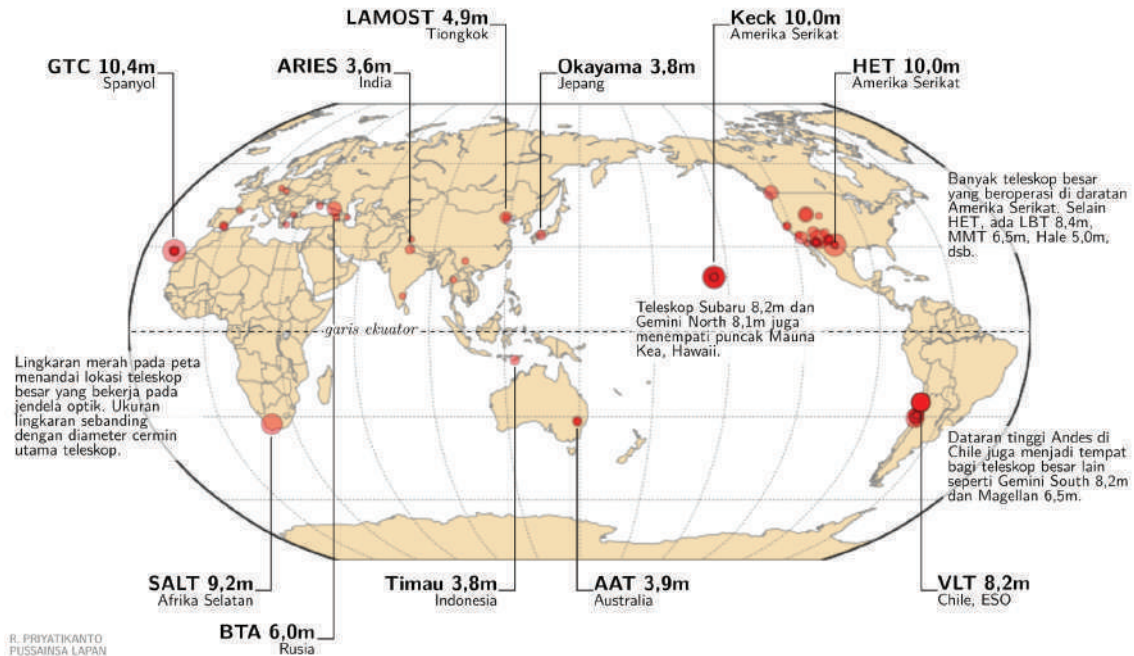 LAMOST 4,9m
Tiongkok
Keck 10,0m
Amerika Serikat
GTC 10,4m
Spanyol
ARIES 3,6m
India
Okayama 3,8m
Jepang
HET 10,0m
Amerika Serikat
Banyak teleskop besar
yang beroperasi di daratan
Amerika Serikat. Selain
HET, ada LBT 8,4m,
MMT 6,5m, Hale 5,0m,
dsb.
Teleskop Subaru 8,2m dan
Gemini North 8,1m juga
menempati puncak Mauna
Kea, Hawaii.
garis ekuator
Lingkaran merah pada peta
menandai lokasi teleskop
besar yang bekerja pada
jendela optik. Ukuran
lingkaran sebanding
dengan diameter cermin
utama teleskop.
Dataran tinggi Andes di
Chile juga menjadi tempat
bagi teleskop besar lain
seperti Gemini South 8,2m
dan Magellan 6,5m.
SALT 9,2m
Afrika Selatan
Timau 3,8m
Indonesia
AAT 3,9m
Australia
VLT 8,2m
Chile, ESO
BTA 6,0m
Rusia
R. PRIYATIKANTO
PUSSAINSA LAPAN